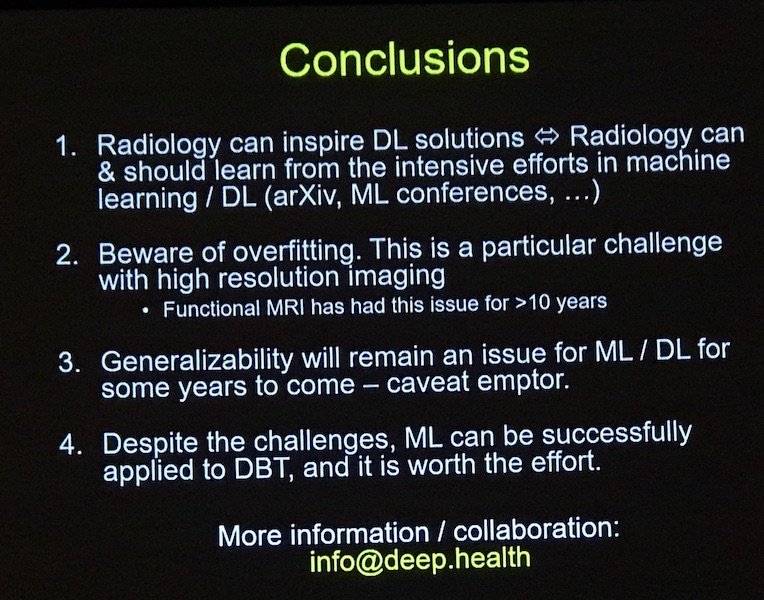 Conclusions
1. Radiology can inspire DL solutions ⬄ Radiology can
& should learn from the intensive efforts in machine
learning / DL (arXiv, ML conferences, …)
2. Beware of overfitting. This is a particular challenge
with high resolution imaging
• Functional MRI has had this issue for >10 years
3. Generalizability will remain an issue for ML / DL for
some years to come – caveat emptor.
4. Despite the challenges, ML can be successfully
applied to DBT, and it is worth the effort.
More information / collaboration:
info@deep.health